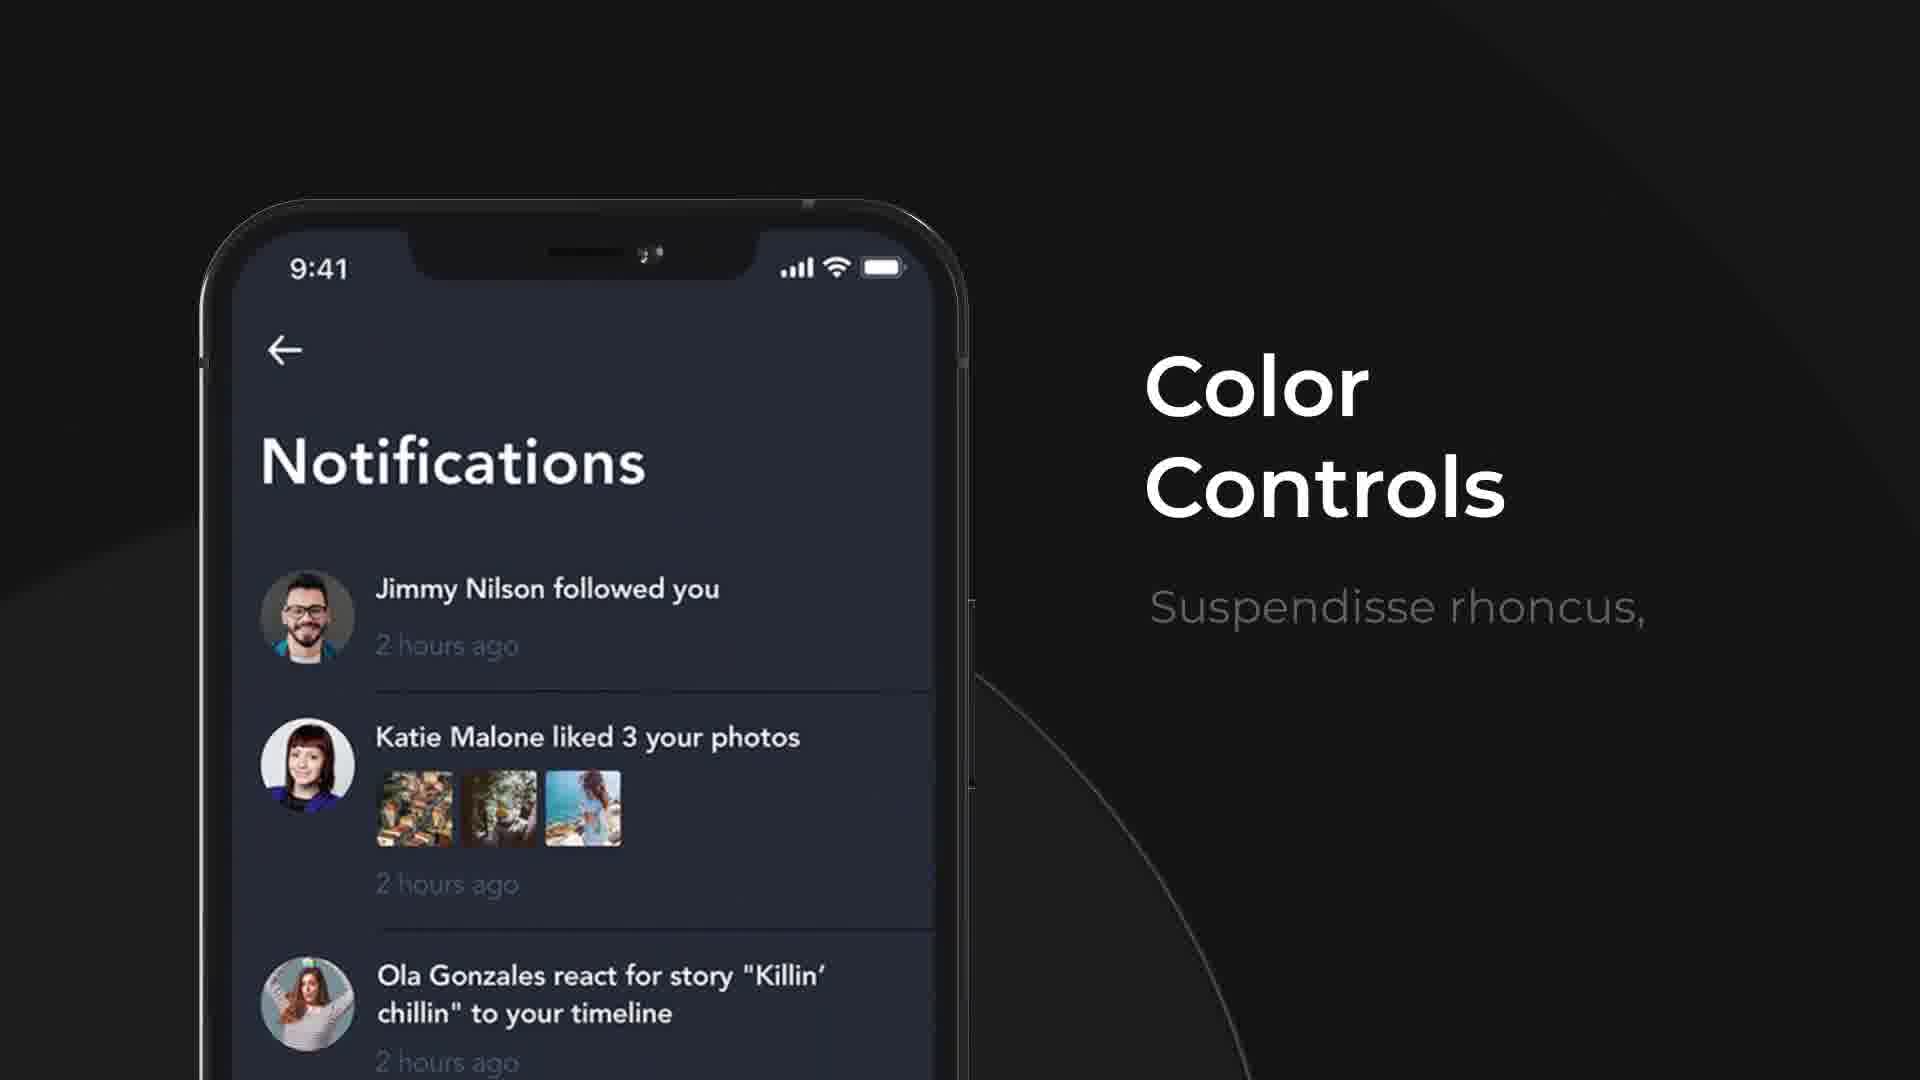 9:41
Notifications
Jimmy Nilson followed you
2 hours ago
Katie Malone liked 3 your photos
2 hours ago
Ola Gonzales react for story "Killin’
chillin" to your timeline
2 hours ago
Color
Controls
Suspendisse rhoncus,